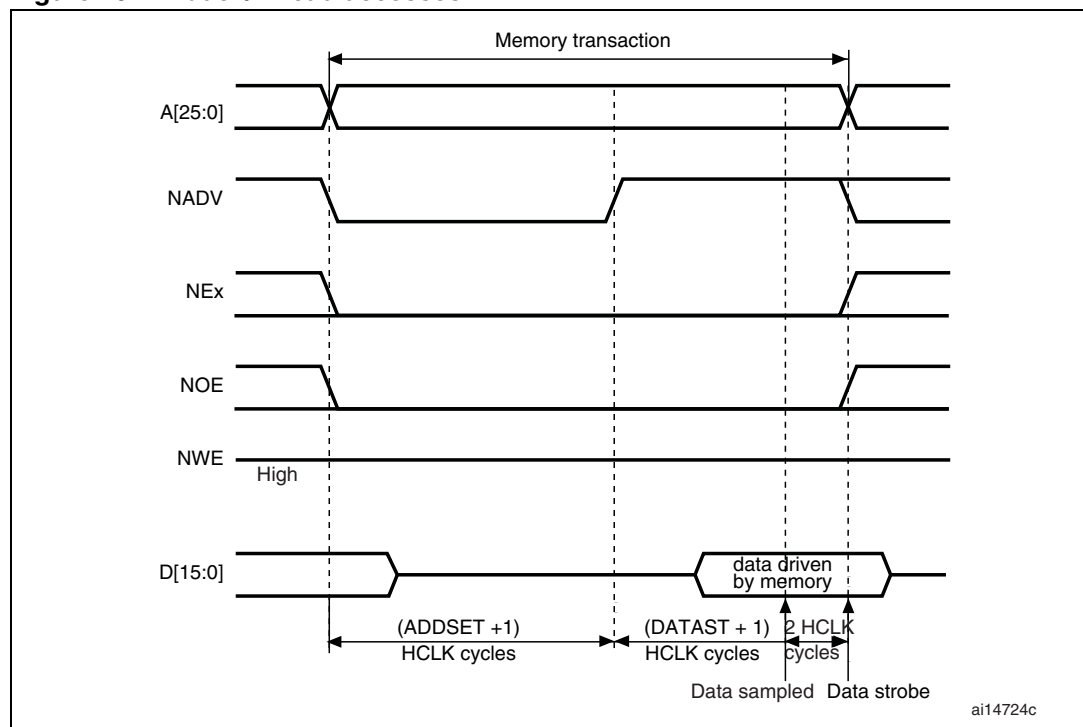 Memory transaction
A[25:0]
NADV
NEx
NOE
NWE
High
D[15:0]
data driven
by memory
(ADDSET +1)
HCLK cycles
(DATAST + 1)
HCLK cycles
2 HCLK
cycles
Data sampled
Data strobe
ai14724c